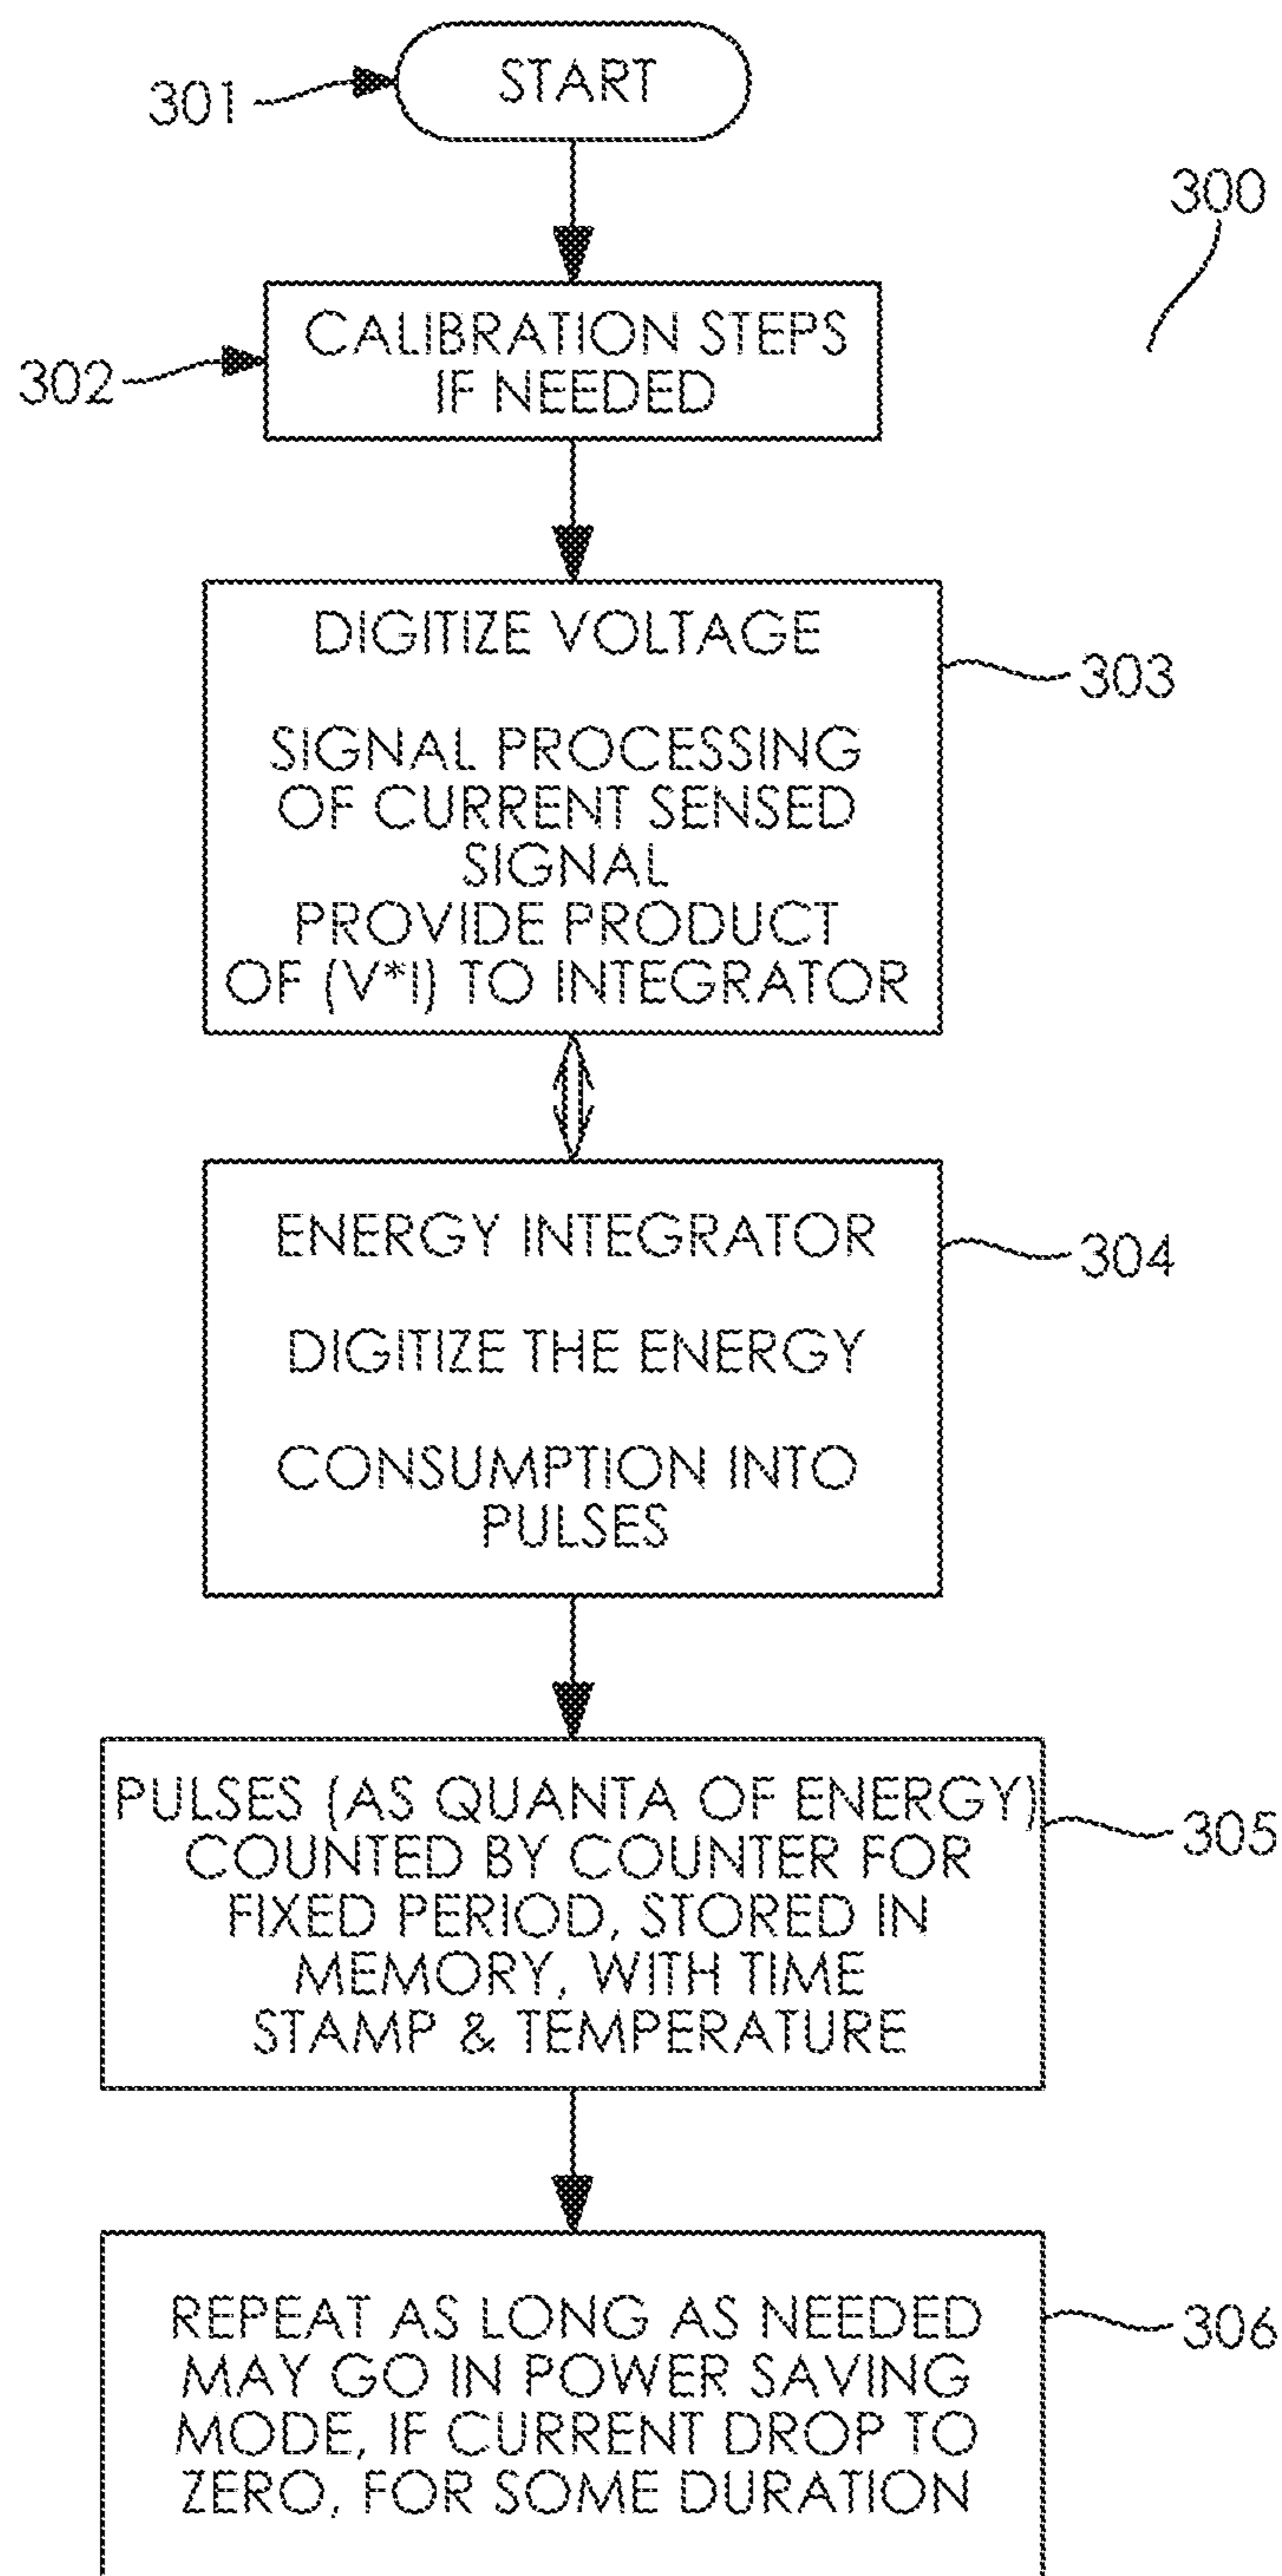 START
301
300
CALIBRATION STEPS
IF NEEDED
302
DIGITIZE VOLTAGE
303
SIGNAL PROCESSING
OF CURRENT SENSED
SIGNAL
PROVIDE PRODUCT
OF (V*I) TO INTEGRATOR
ENERGY INTEGRATOR
304
DIGITIZE THE ENERGY
CONSUMPTION INTO
PULSES
PULSES (AS QUANTA OF ENERGY)
305
COUNTED BY COUNTER FOR
FIXED PERIOD, STORED IN
MEMORY, WITH TIME
STAMP & TEMPERATURE
REPEAT AS LONG AS NEEDED
306
MAY GO IN POWER SAVING
MODE, IF CURRENT DROP TO
ZERO, FOR SOME DURATION